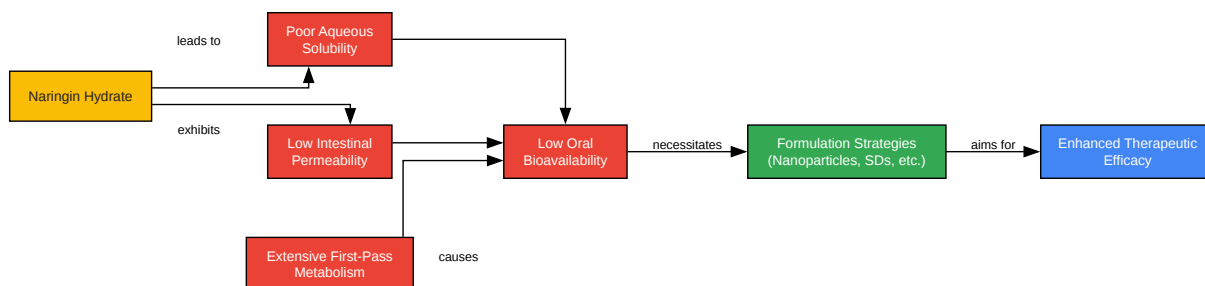 leads to
Poor Aqueous
Solubility
Naringin Hydrate
exhibits
Low Intestinal
Permeability
Low Oral
Bioavailability
necessitates
Formulation Strategies
(Nanoparticles, SDs, etc.)
aims for
Enhanced Therapeutic
Efficacy
Extensive First-Pass
Metabolism
causes